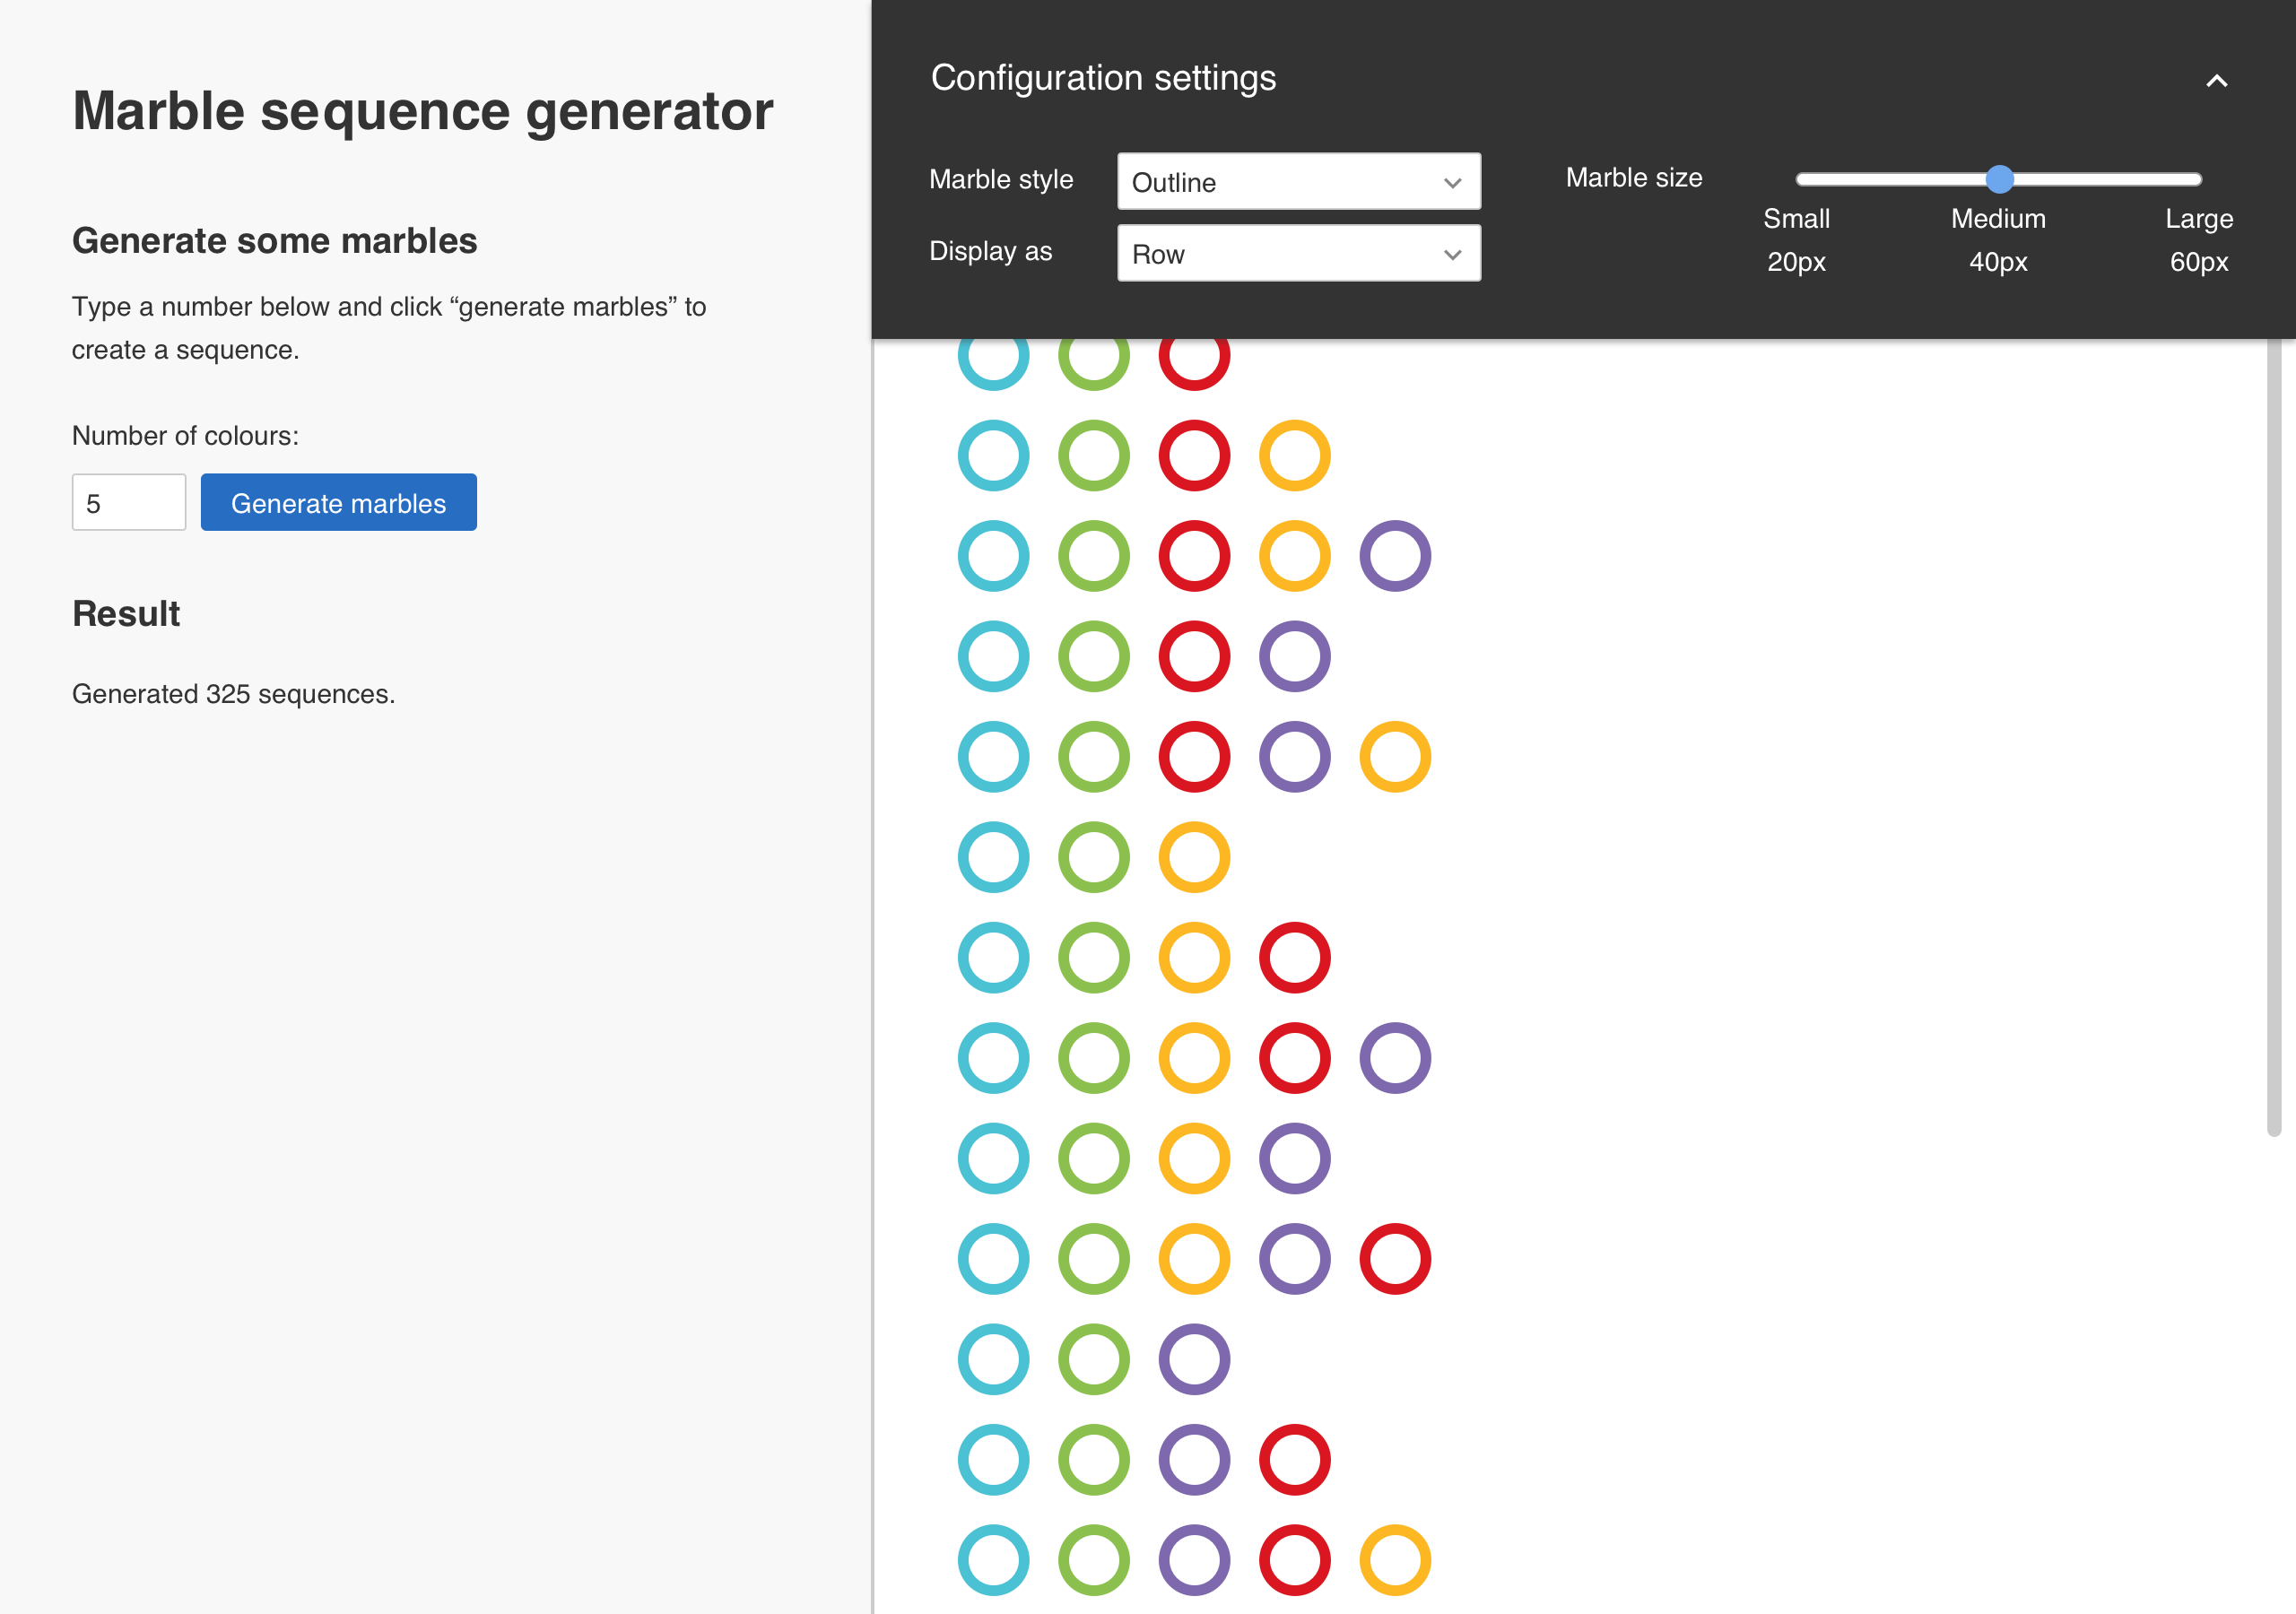 Marble sequence generator
Generate some marbles
Type a number below and click “generate marbles” to
create a sequence.
Number of colours:
5
Generate marbles
Result
Generated 325 sequences.
Configuration settings
Marble style
Outline
Display as
Row
Marble size
Small
20px
Medium
40px
Large
60px